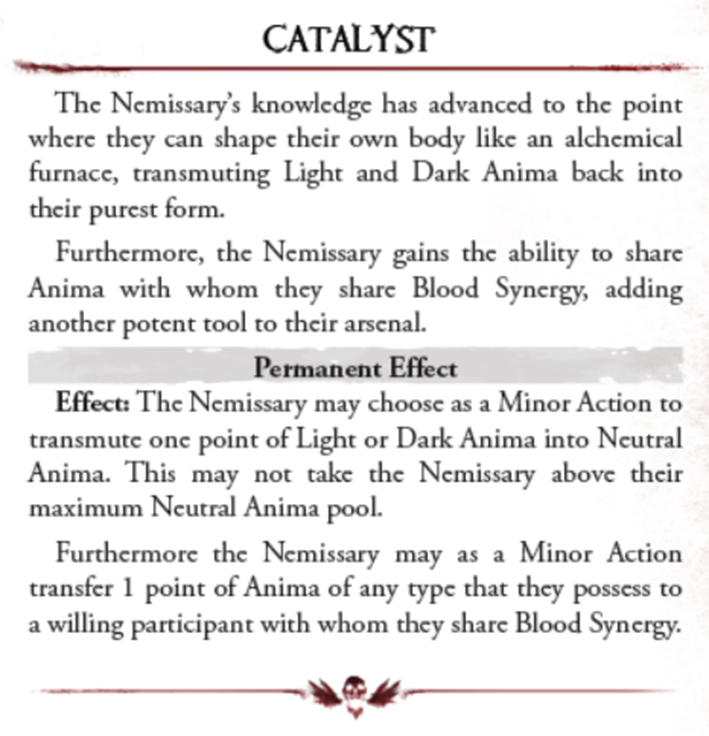 CATALYST
The Nemissary's knowledge has advanced to the point
where they can shape their own body like an alchemical
furnace, transmuting Light and Dark Anima back into
their purest form.
Furthermore, the Nemissary gains the ability to share
Anima with whom they share Blood Synergy, adding
another potent tool to their arsenal.
Permanent Effect
Effect: The Nemissary may choose as a Minor Action to
transmute one point of Light or Dark Anima into Neutral
Anima. This may not take the Nemissary above their
maximum Neutral Anima pool.
Furthermore the Nemissary may as a Minor Action
transfer 1 point of Anima of any type that they possess to
a willing participant with whom they share Blood Synergy.